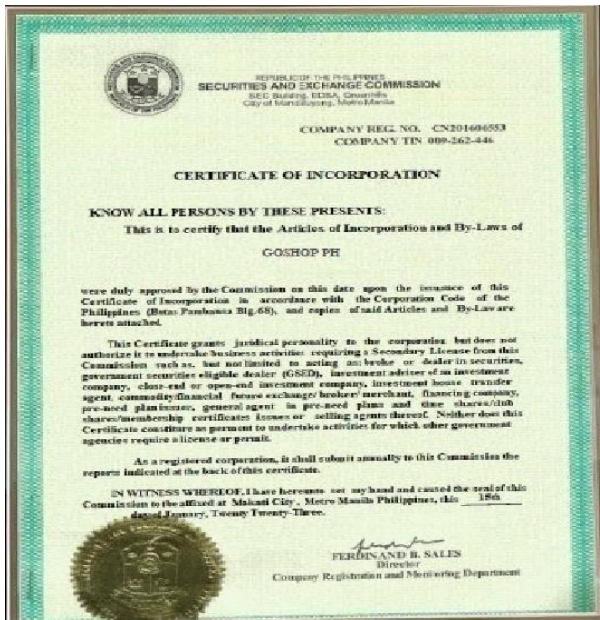 REPUBLIC OF THE PHILIPPINES
SECURITIES AND EXCHANGE COMMISSION
SEC Building, EDSA, Greenhills
City of Mandaluyong, Metro Manila
COMPANY REG. NO. CN201606553
COMPANY TIN 009-262-446
CERTIFICATE OF INCORPORATION
KNOW ALL PERSONS BY THESE PRESENTS:
This is to certify that the Articles of Incorporation and By-Laws of
GOSHOP PH
were duly approved by the Commission on this date upon the issuance of this
Certificate of Incorporation in accordance with the Corporation Code of the
Philippines (Batas Pambansa Blg.68), and copies of said Articles and By-Law are
hereto attached.
This Certificate grants juridical personality to the corporation but does not
authorize it to undertake business activities requiring a Secondary License from this
Commission such as, but not limited to acting as: broke or dealer in securities,
government securities eligible dealer (GSED), investment adviser of an investment
company, close-end or open-end investment company, investment house transfer
agent, commodity/financial future exchange/ broker/ merchant, financing company,
pre-need plan issuer, general agent in pre-need plans and time shares/club
shares/membership certificates issues or selling agents thereof. Neither does this
Certificate constitute as permit to undertake activities for which other government
agencies require a license or permit.
As a registered corporation, it shall submit annually to this Commission the
reports indicated at the back of this certificate.
IN WITNESS WHEREOF, I have hereunto set my hand and caused the seal of this
Commission to the affixed at Makati City, Metro Manila Philippines, this 18th
day of January, Twenty Twenty-Three.
FERDINAND B. SALES
Director
Company Registration and Monitoring Department